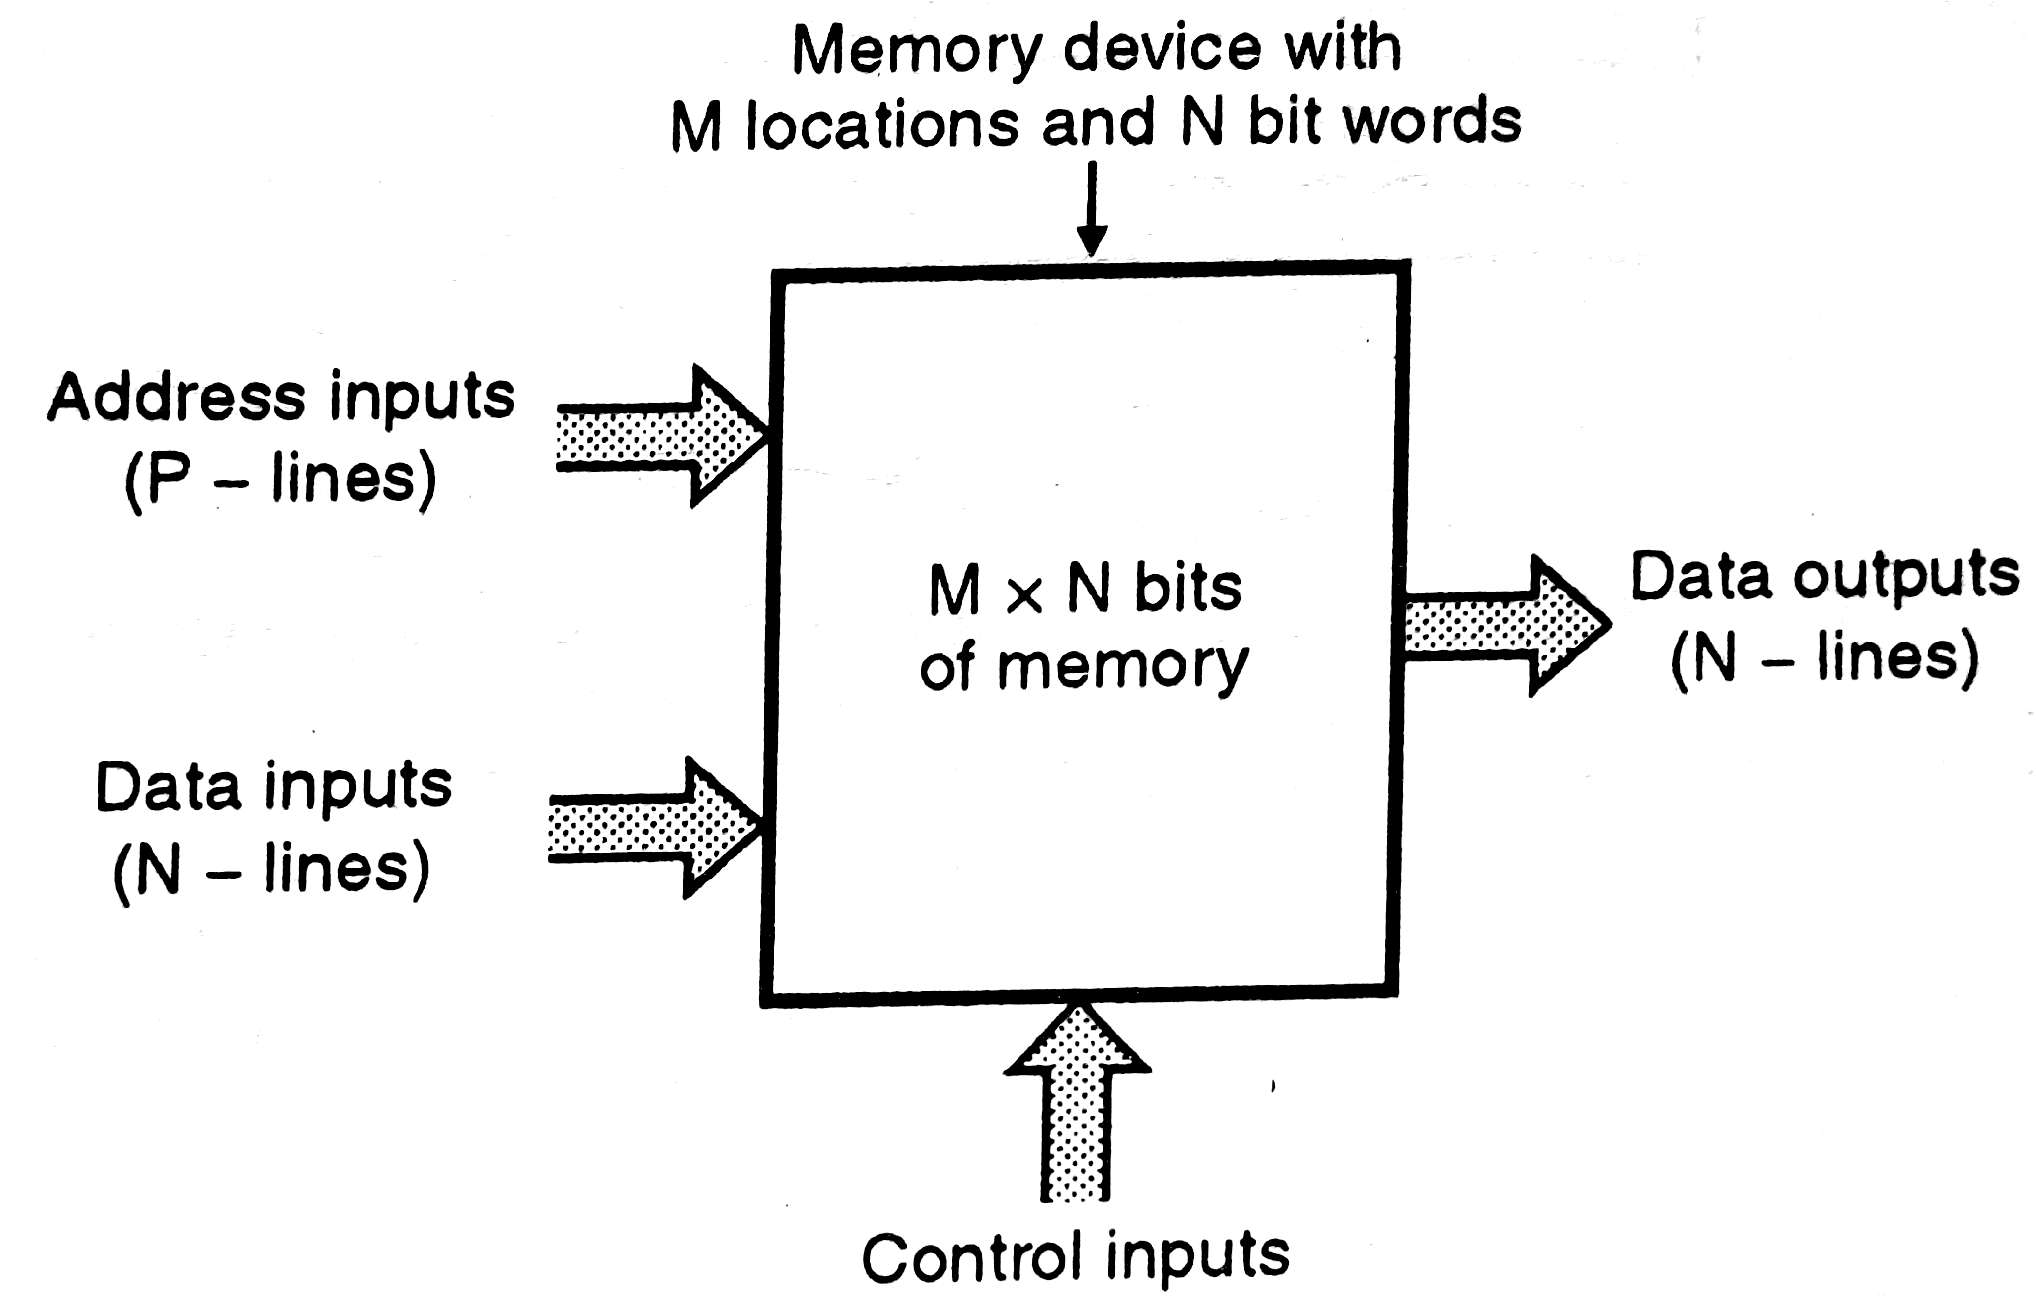 Memory device with
M locations and N bit words
Address inputs
(P – lines)
M × N bits
of memory
Data outputs
(N – lines)
Data inputs
(N – lines)
Control inputs